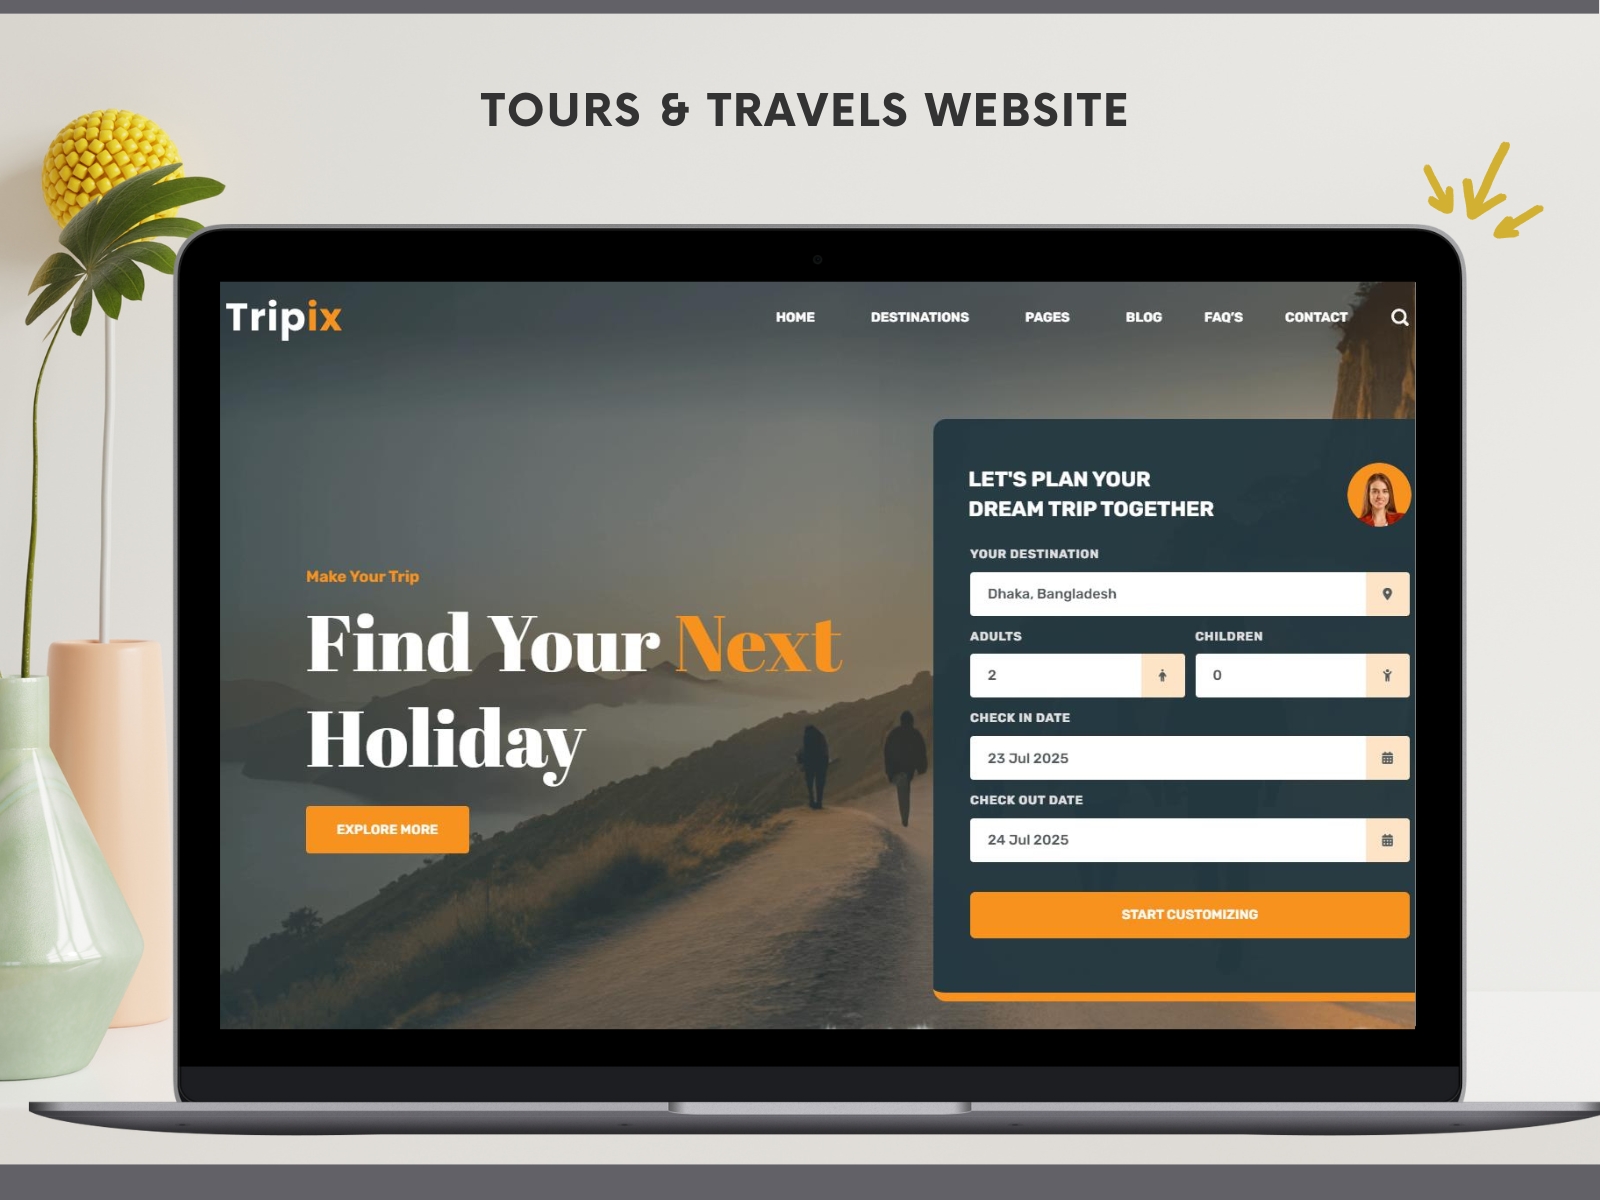 TOURS & TRAVELS WEBSITE
Tripix
HOME DESTINATIONS PAGES BLOG FAQ'S CONTACT
Make Your Trip
Find Your Next
Holiday
EXPLORE MORE
LET'S PLAN YOUR
DREAM TRIP TOGETHER
YOUR DESTINATION
Dhaka, Bangladesh
ADULTS CHILDREN
2 0
CHECK IN DATE
23 Jul 2025
CHECK OUT DATE
24 Jul 2025
START CUSTOMIZING